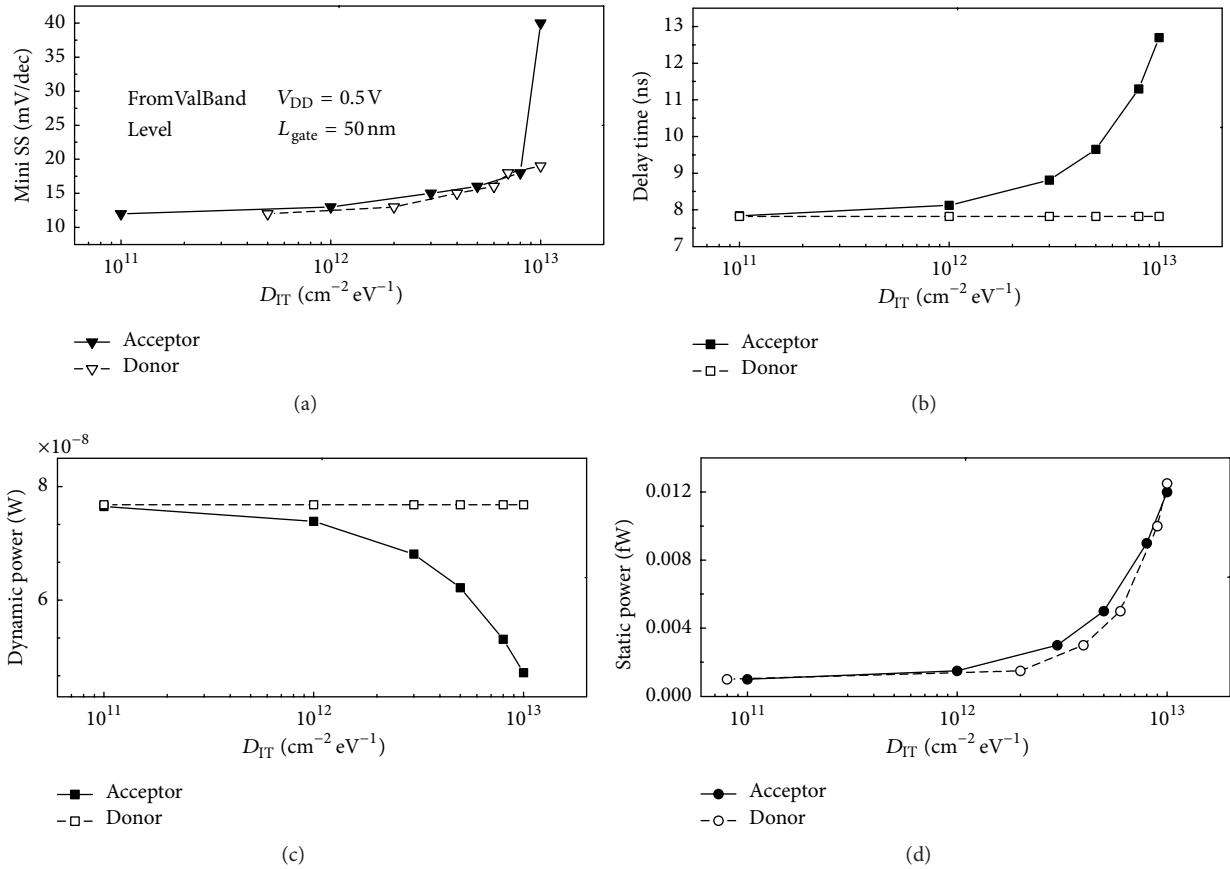 40
35
30
25
20
15
10
Mini SS (mV/dec)
FromValBand V_DD = 0.5 V
Level L_gate = 50 nm
10^11 10^12 10^13
D_IT (cm^−2 eV^−1)
Acceptor
Donor
(a)
13
12
11
10
9
8
7
Delay time (ns)
10^11 10^12 10^13
D_IT (cm^−2 eV^−1)
Acceptor
Donor
(b)
×10^−8
8
6
Dynamic power (W)
10^11 10^12 10^13
D_IT (cm^−2 eV^−1)
Acceptor
Donor
(c)
0.012
0.008
0.004
0.000
Static power (fW)
10^11 10^12 10^13
D_IT (cm^−2 eV^−1)
Acceptor
Donor
(d)